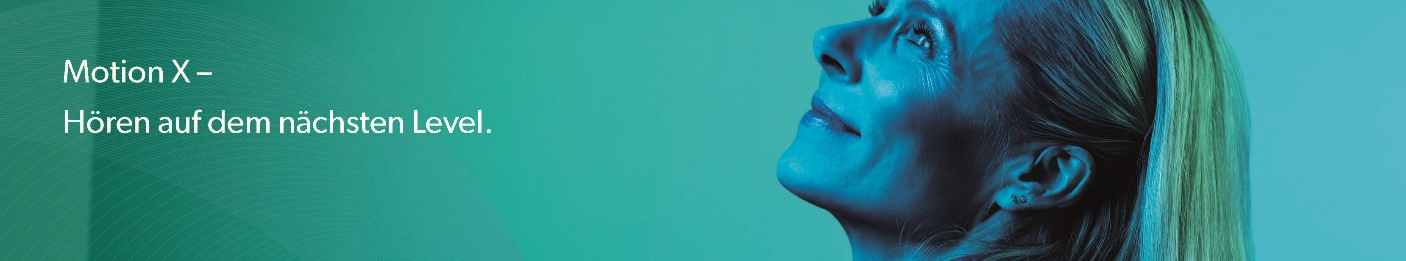 Motion X –
Hören auf dem nächsten Level.